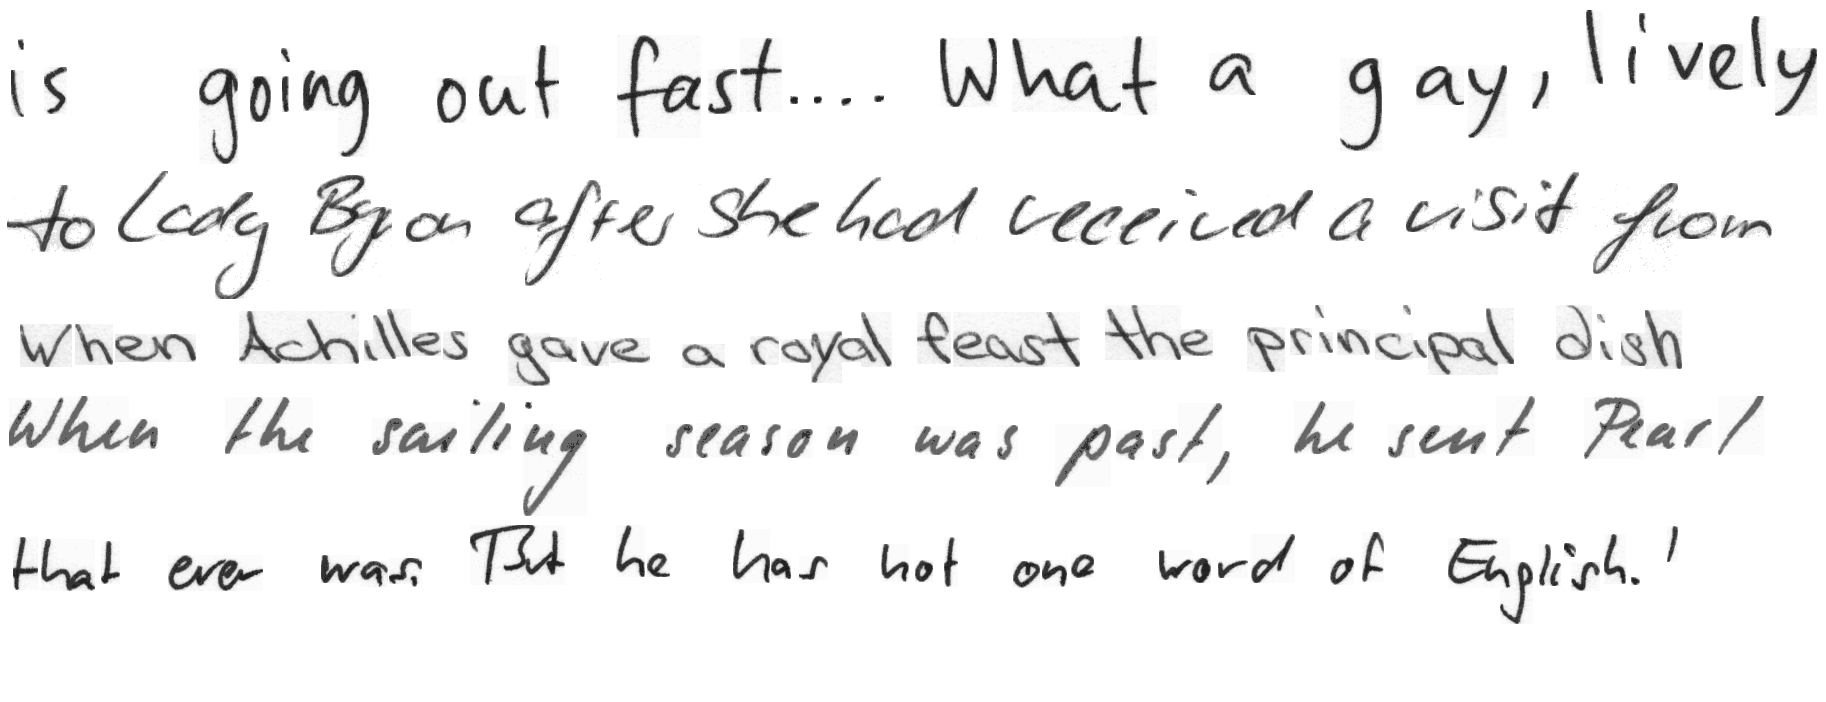 is going out fast.... What a gay, lively
to Lady Byron after she had received a visit from
When Achilles gave a royal feast the principal dish
When the sailing season was past, he sent Pearl
that ever was. But he has not one word of English.'